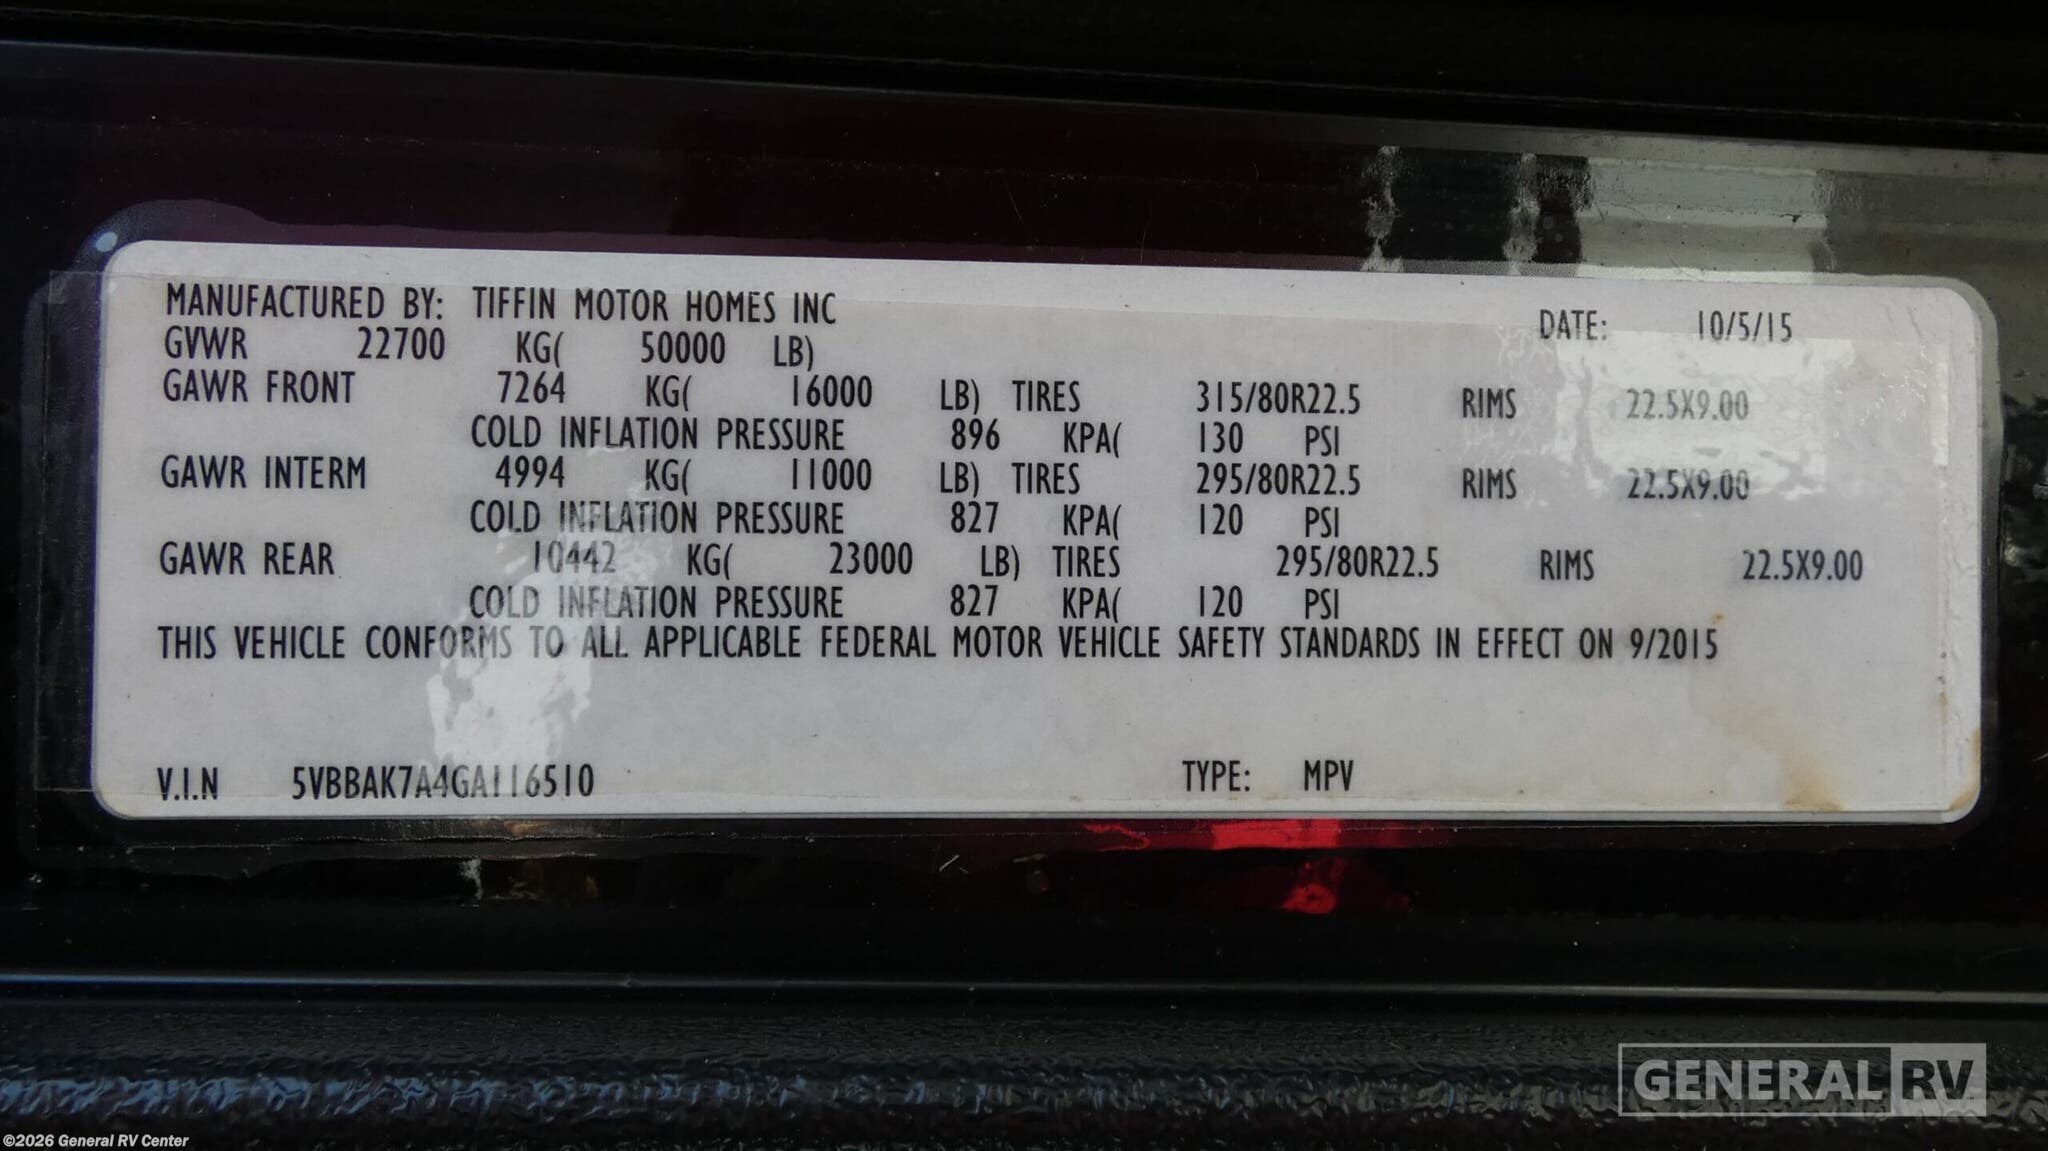 MANUFACTURED BY: TIFFIN MOTOR HOMES INC DATE: 10/5/15
GVWR 22700 KG( 50000 LB)
GAWR FRONT 7264 KG( 16000 LB) TIRES 315/80R22.5 RIMS 22.5X9.00
COLD INFLATION PRESSURE 896 KPA( 130 PSI
GAWR INTERM 4994 KG( 11000 LB) TIRES 295/80R22.5 RIMS 22.5X9.00
COLD INFLATION PRESSURE 827 KPA( 120 PSI
GAWR REAR 10442 KG( 23000 LB) TIRES 295/80R22.5 RIMS 22.5X9.00
COLD INFLATION PRESSURE 827 KPA( 120 PSI
THIS VEHICLE CONFORMS TO ALL APPLICABLE FEDERAL MOTOR VEHICLE SAFETY STANDARDS IN EFFECT ON 9/2015
V.I.N 5VBBAK7A4GA116510 TYPE: MPV
GENERAL RV
©2026 General RV Center